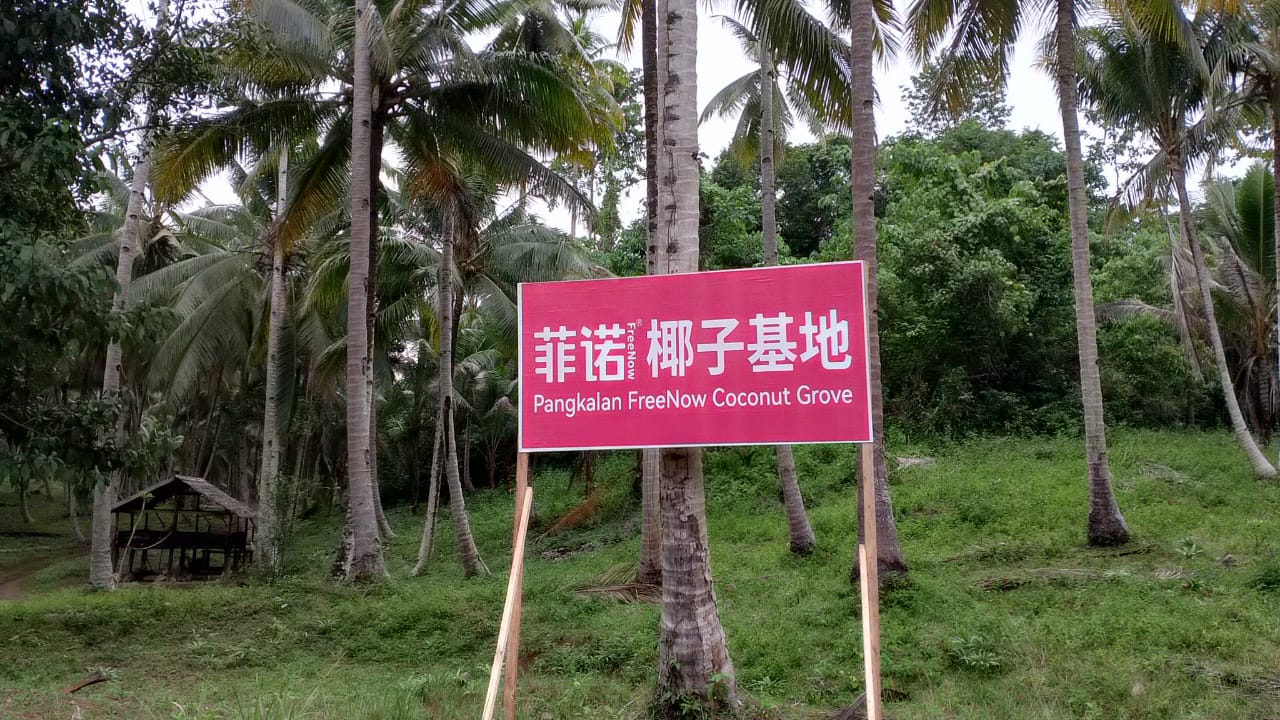 菲诺 FreeNow® 椰子基地
Pangkalan FreeNow Coconut Grove